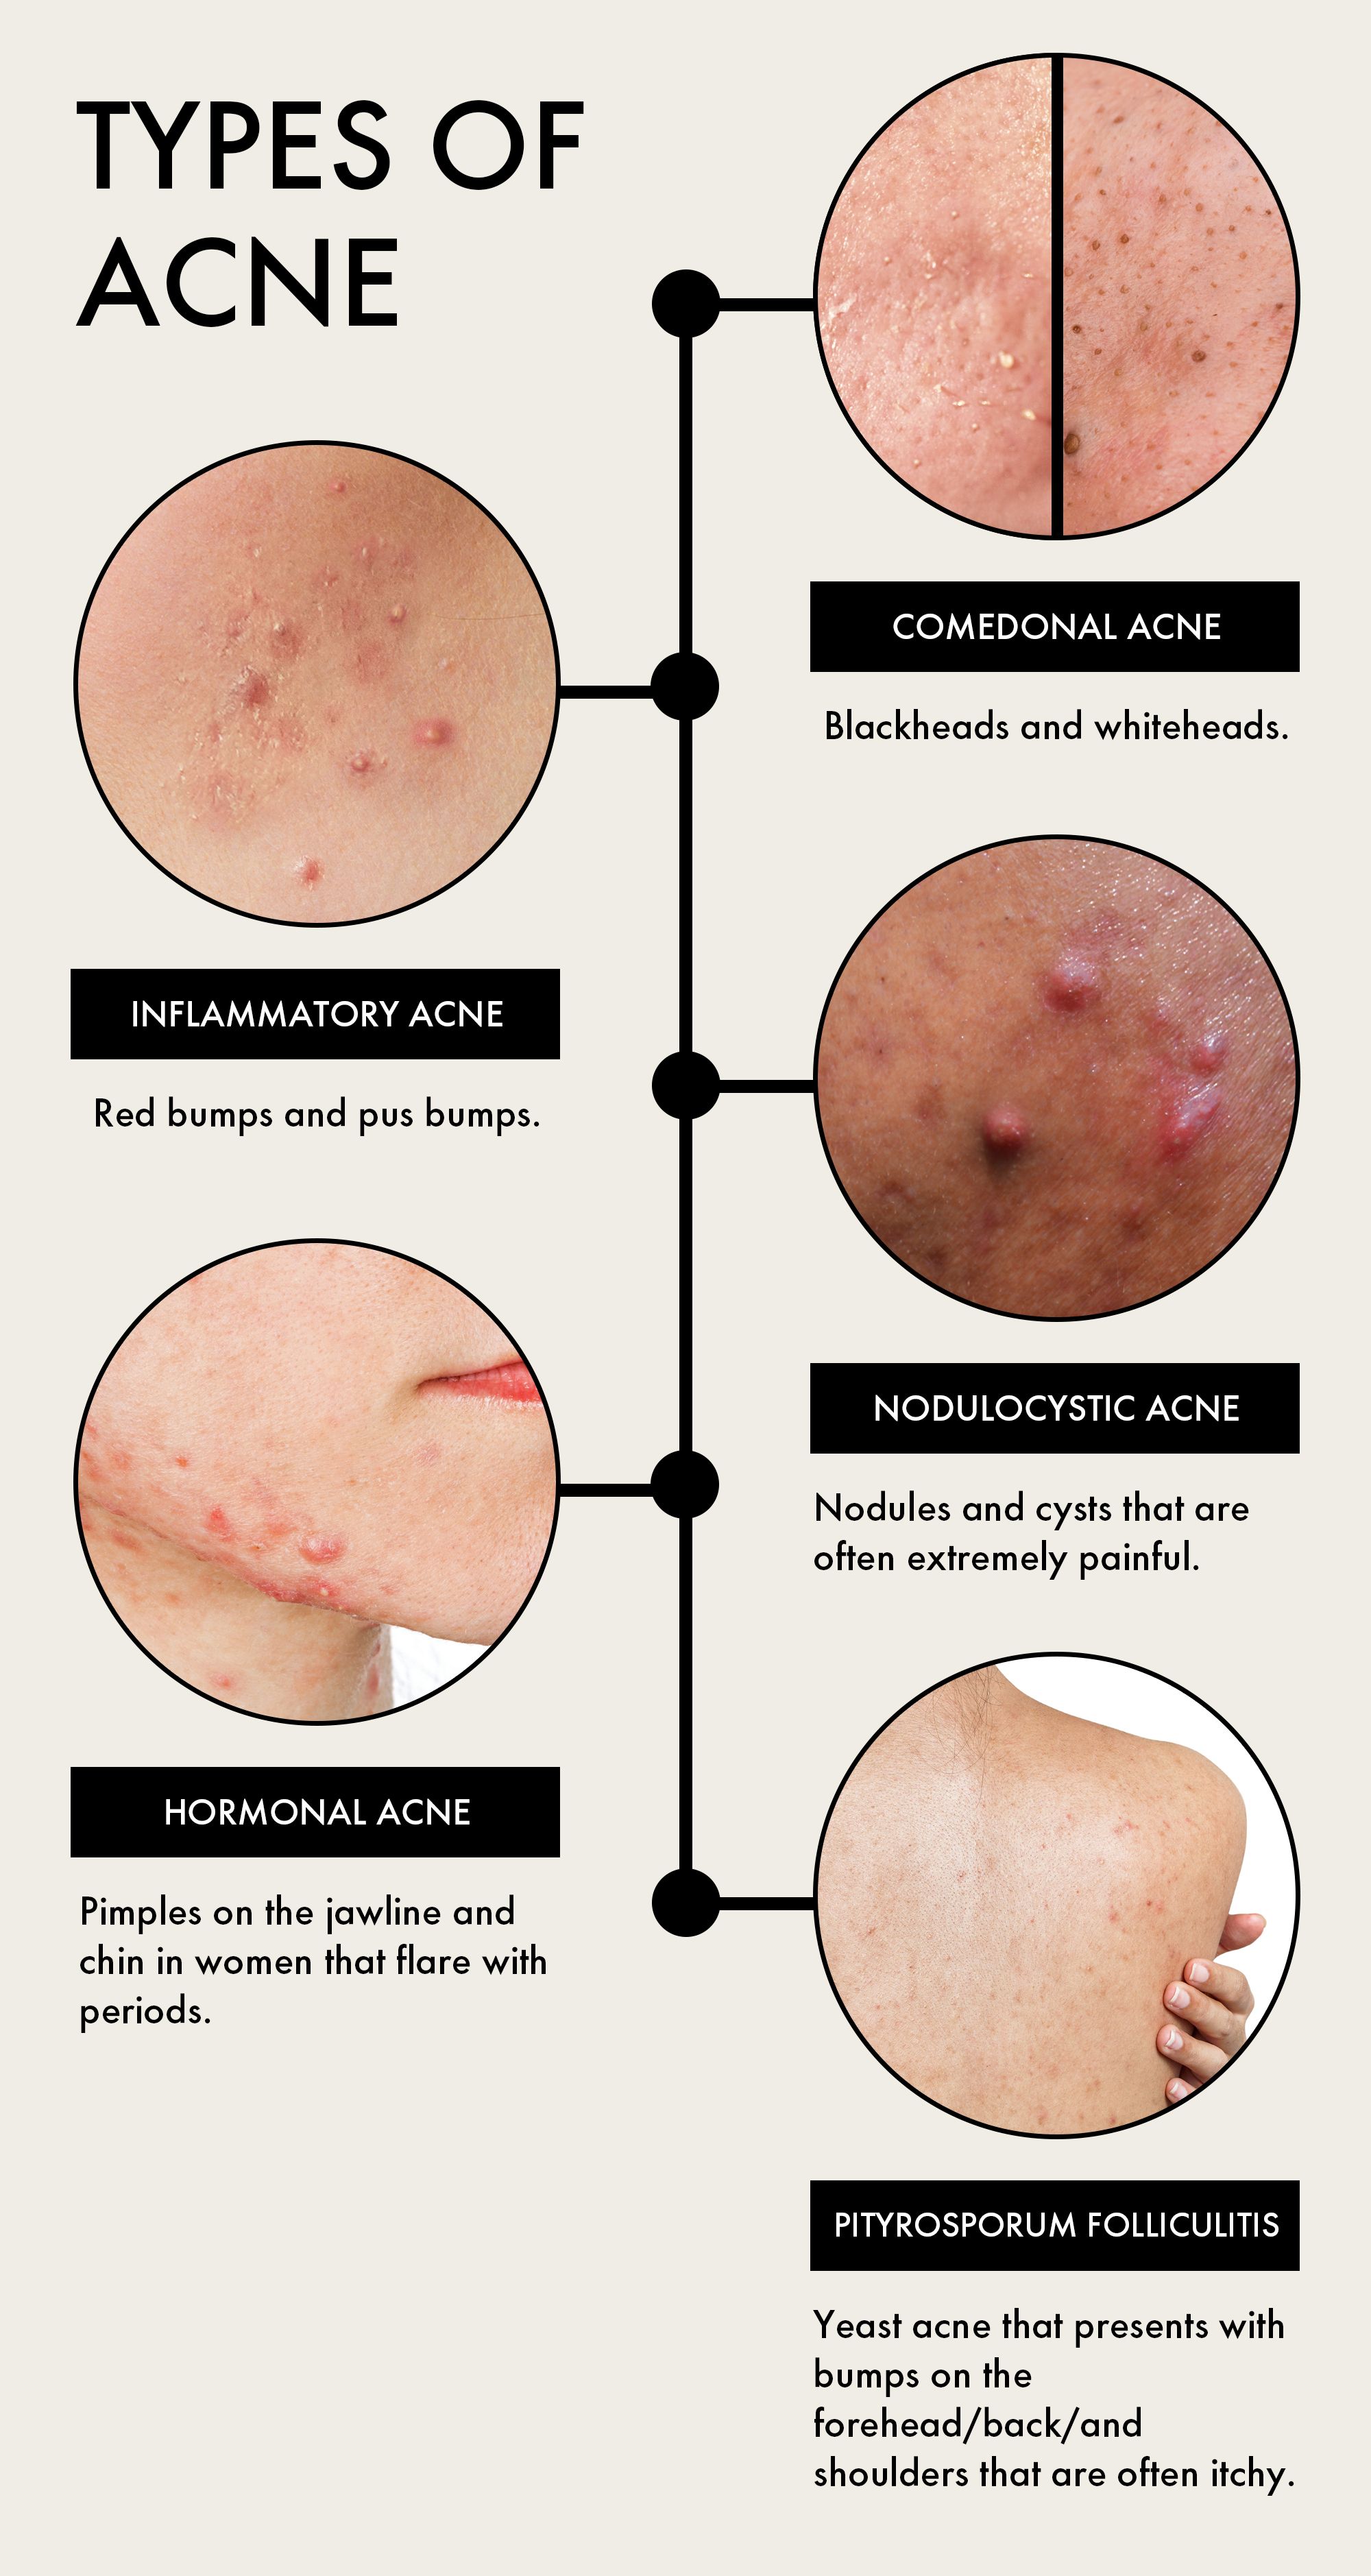 TYPES OF
ACNE
COMEDONAL ACNE
Blackheads and whiteheads.
INFLAMMATORY ACNE
Red bumps and pus bumps.
NODULOCYSTIC ACNE
Nodules and cysts that are
often extremely painful.
HORMONAL ACNE
Pimples on the jawline and
chin in women that flare with
periods.
PITYROSPORUM FOLLICULITIS
Yeast acne that presents with
bumps on the
forehead/back/and
shoulders that are often itchy.